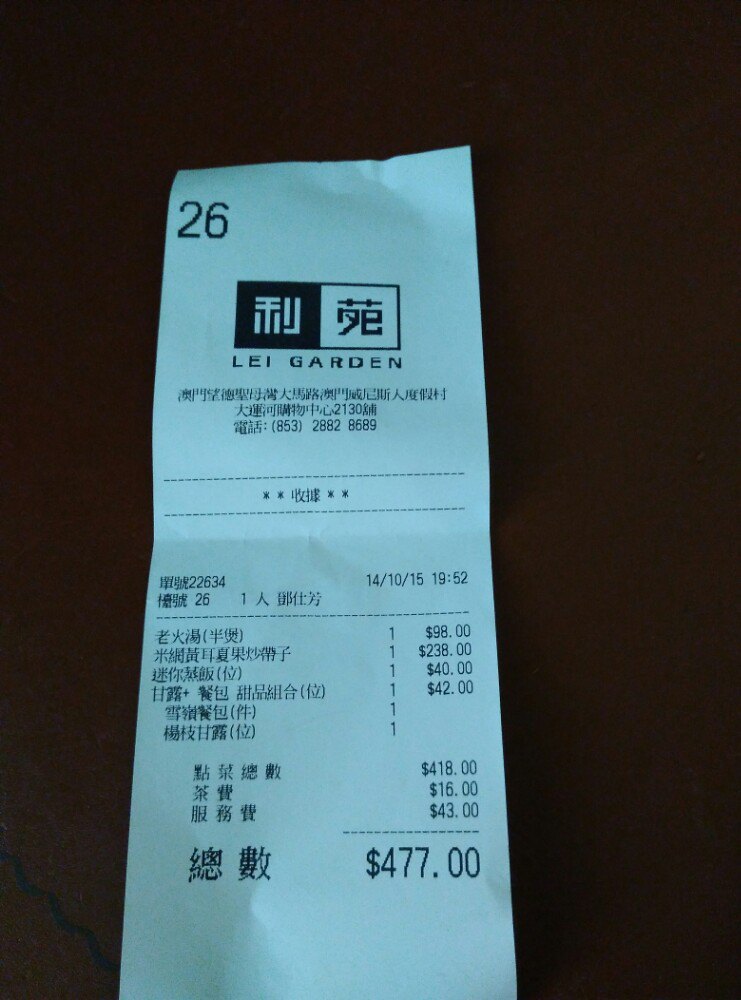 26
利苑
LEI GARDEN
澳門望德聖母灣大馬路澳門威尼斯人度假村
大運河購物中心2130舖
電話:(853) 2882 8689
** 收據 **
單號22634 14/10/15 19:52
檯號 26 1 人 鄧仕芳
老火湯(半煲) 1 $98.00
米網黃耳夏果炒帶子 1 $238.00
迷你蒸飯(位) 1 $40.00
甘露+ 餐包 甜品組合(位) 1 $42.00
雪嶺餐包(件) 1
楊枝甘露(位) 1
點菜總數 $418.00
茶費 $16.00
服務費 $43.00
總數 $477.00